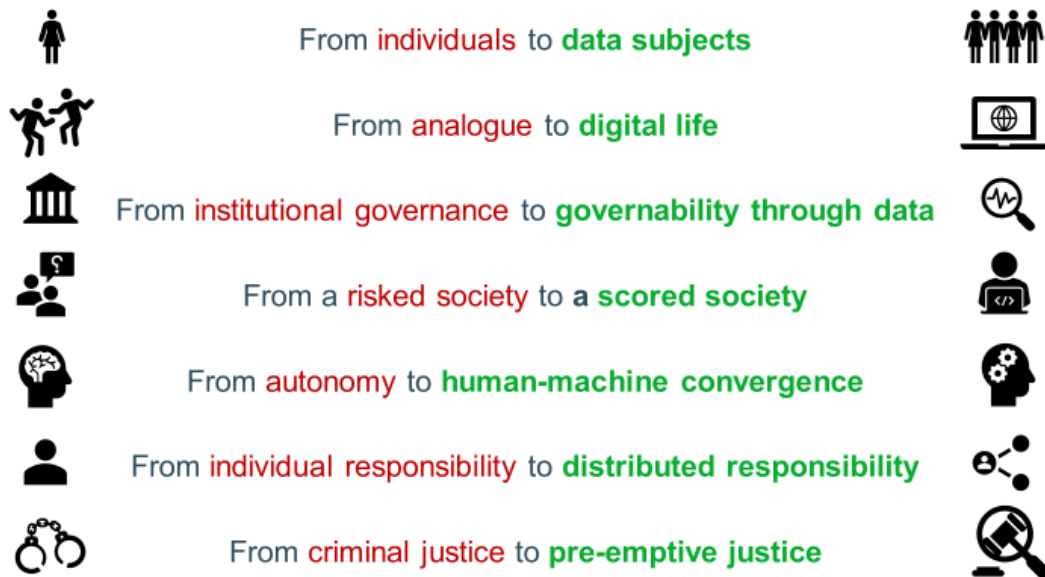 From individuals to data subjects
From analogue to digital life
From institutional governance to governability through data
From a risked society to a scored society
From autonomy to human-machine convergence
From individual responsibility to distributed responsibility
From criminal justice to pre-emptive justice